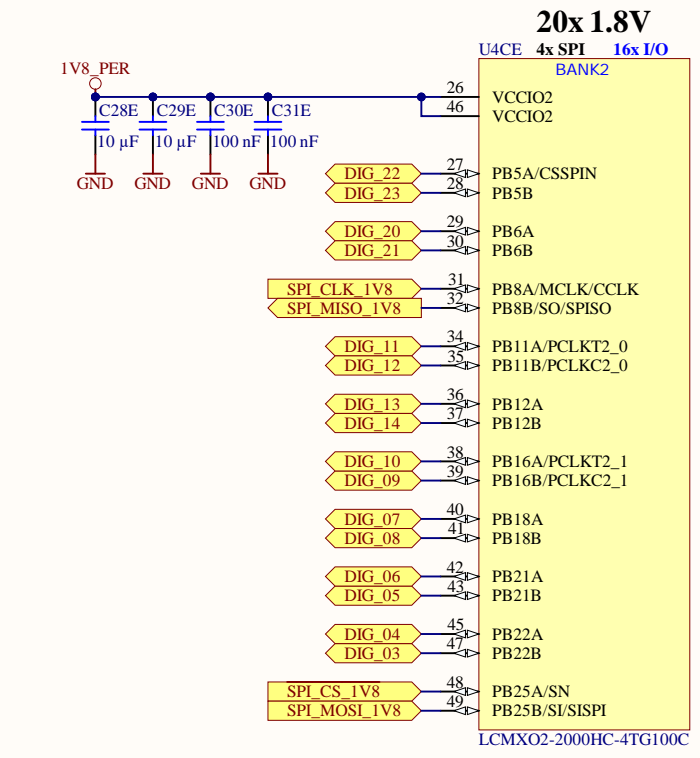 20x 1.8V
U4CE 4x SPI 16x I/O
1V8_PER
BANK2
C28E C29E C30E C31E
10 µF 10 µF 100 nF 100 nF
GND GND GND GND
26 VCCIO2
46 VCCIO2
DIG_22 27 PB5A/CSSPIN
DIG_23 28 PB5B
DIG_20 29 PB6A
DIG_21 30 PB6B
SPI_CLK_1V8 31 PB8A/MCLK/CCLK
SPI_MISO_1V8 32 PB8B/SO/SPISO
DIG_11 34 PB11A/PCLKT2_0
DIG_12 35 PB11B/PCLKC2_0
DIG_13 36 PB12A
DIG_14 37 PB12B
DIG_10 38 PB16A/PCLKT2_1
DIG_09 39 PB16B/PCLKC2_1
DIG_07 40 PB18A
DIG_08 41 PB18B
DIG_06 42 PB21A
DIG_05 43 PB21B
DIG_04 45 PB22A
DIG_03 47 PB22B
SPI_CS_1V8 48 PB25A/SN
SPI_MOSI_1V8 49 PB25B/SI/SISPI
LCMXO2-2000HC-4TG100C